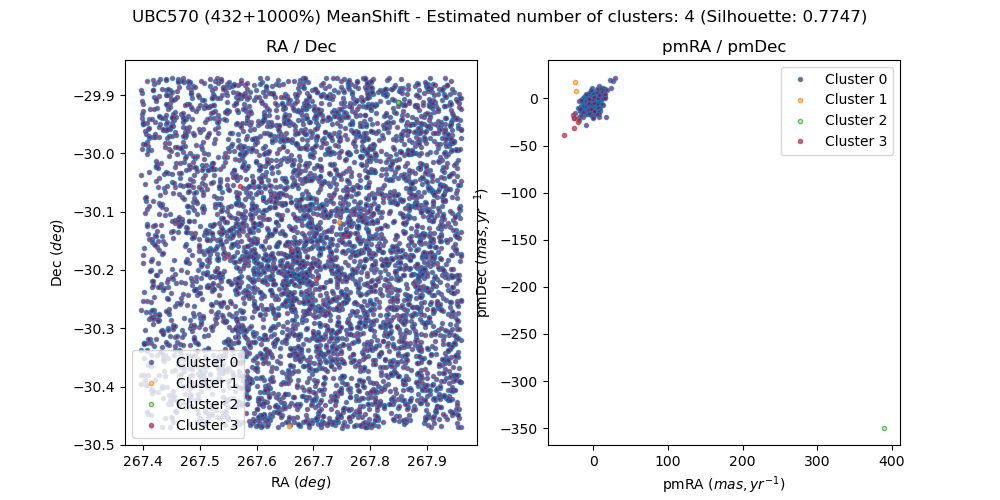 UBC570 (432+1000%) MeanShift - Estimated number of clusters: 4 (Silhouette: 0.7747)
RA / Dec
−29.9
−30.0
−30.1
−30.2
−30.3
−30.4
−30.5
Dec (deg)
Cluster 0
Cluster 1
Cluster 2
Cluster 3
267.4 267.5 267.6 267.7 267.8 267.9
RA (deg)
pmRA / pmDec
0
−50
−100
−150
−200
−250
−300
−350
pmDec (mas, yr⁻¹)
Cluster 0
Cluster 1
Cluster 2
Cluster 3
0 100 200 300 400
pmRA (mas, yr⁻¹)